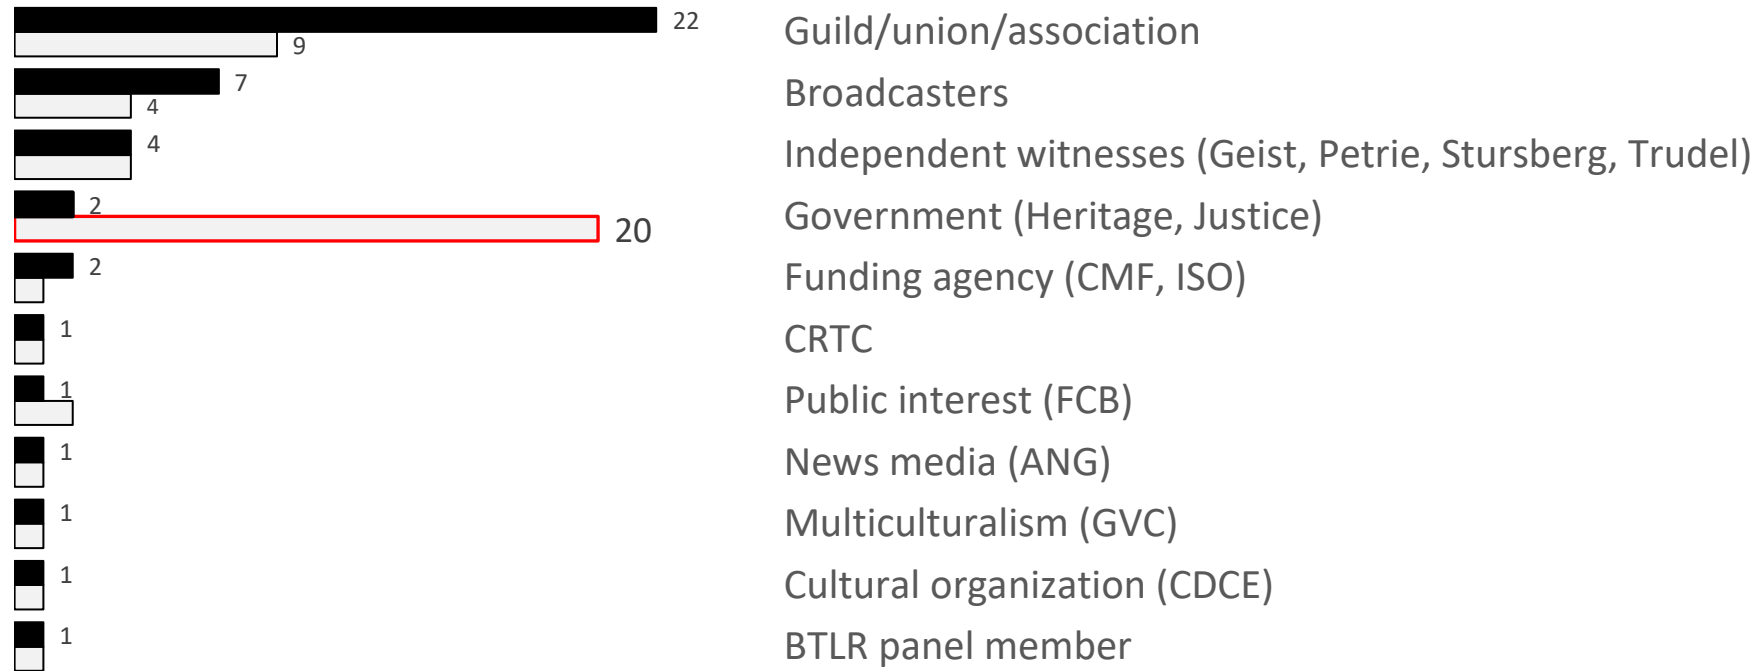 22 Guild/union/association
9
7 Broadcasters
4
4 Independent witnesses (Geist, Petrie, Stursberg, Trudel)
2 Government (Heritage, Justice)
20
2 Funding agency (CMF, ISO)
1 CRTC
1 Public interest (FCB)
1 News media (ANG)
1 Multiculturalism (GVC)
1 Cultural organization (CDCE)
1 BTLR panel member